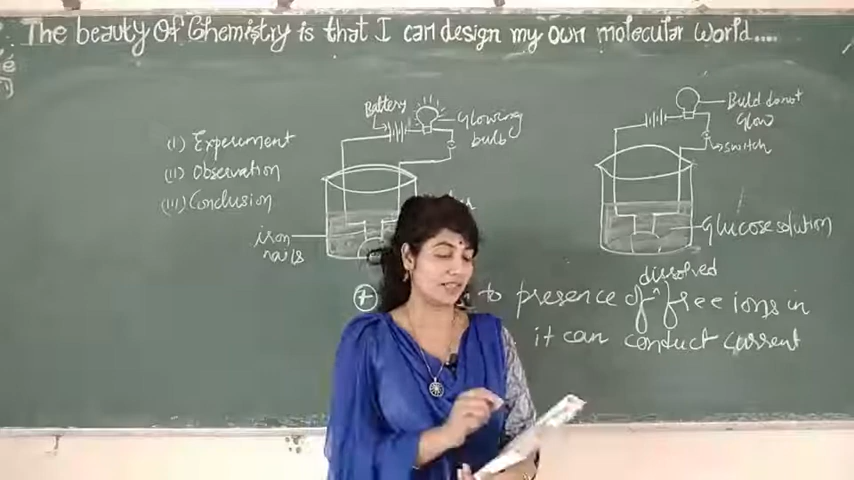 The beauty Of Chemistry is that I can design my own molecular world....
(i) Experiment
(ii) Observation
(iii) Conclusion
Battery
Glowing
bulb
iron
nails
Buld donot
Glow
switch
Glucose solution
dissolved
7 to presence of free ions in
it can conduct current